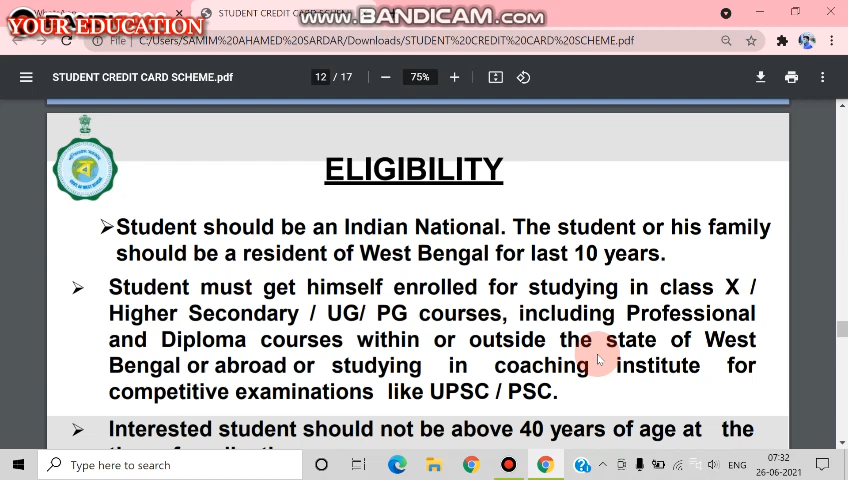 YOUR EDUCATION
STUDENT CREDIT CARD SCHEM
www.BANDICAM.com
File C:/Users/SAMIM%20AHAMED%20SARDAR/Downloads/STUDENT%20CREDIT%20CARD%20SCHEME.pdf
STUDENT CREDIT CARD SCHEME.pdf 12 / 17 75%
ELIGIBILITY
➢Student should be an Indian National. The student or his family
should be a resident of West Bengal for last 10 years.
➢ Student must get himself enrolled for studying in class X /
Higher Secondary / UG/ PG courses, including Professional
and Diploma courses within or outside the state of West
Bengal or abroad or studying in coaching institute for
competitive examinations like UPSC / PSC.
➢ Interested student should not be above 40 years of age at the
Type here to search
ENG
07:32
26-06-2021